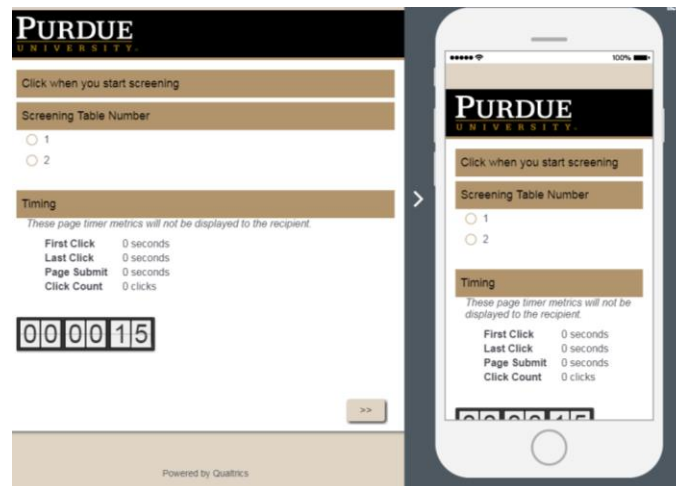 PURDUE
UNIVERSITY.
Click when you start screening
Screening Table Number
1
2
Timing
These page timer metrics will not be displayed to the recipient.
First Click 0 seconds
Last Click 0 seconds
Page Submit 0 seconds
Click Count 0 clicks
000015
>>
Powered by Qualtrics
100%
PURDUE
UNIVERSITY.
Click when you start screening
Screening Table Number
1
2
Timing
These page timer metrics will not be
displayed to the recipient.
First Click 0 seconds
Last Click 0 seconds
Page Submit 0 seconds
Click Count 0 clicks
000015